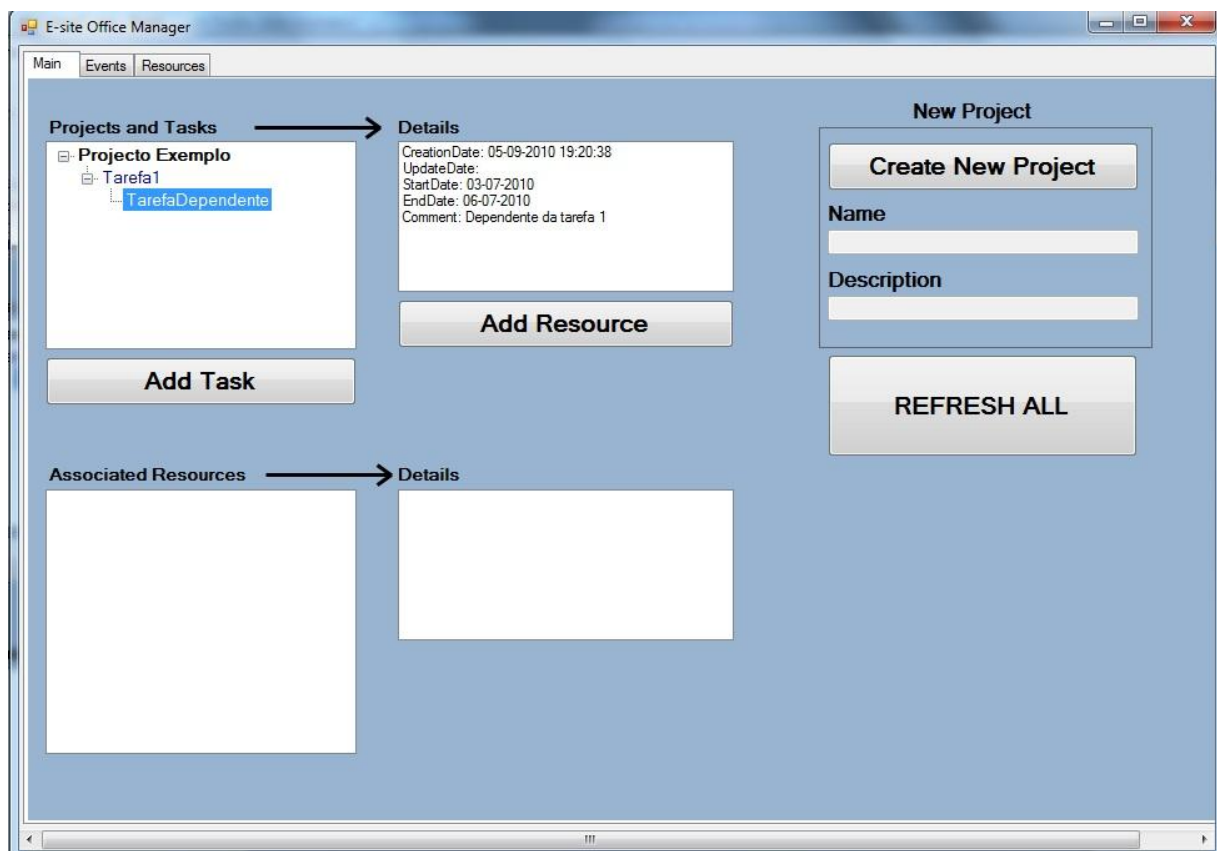 E-site Office Manager
Main Events Resources
Projects and Tasks
Projecto Exemplo
Tarefa1
TarefaDependente
Add Task
Details
CreationDate: 05-09-2010 19:20:38
UpdateDate:
StartDate: 03-07-2010
EndDate: 06-07-2010
Comment: Dependente da tarefa 1
Add Resource
New Project
Create New Project
Name
Description
REFRESH ALL
Associated Resources
Details